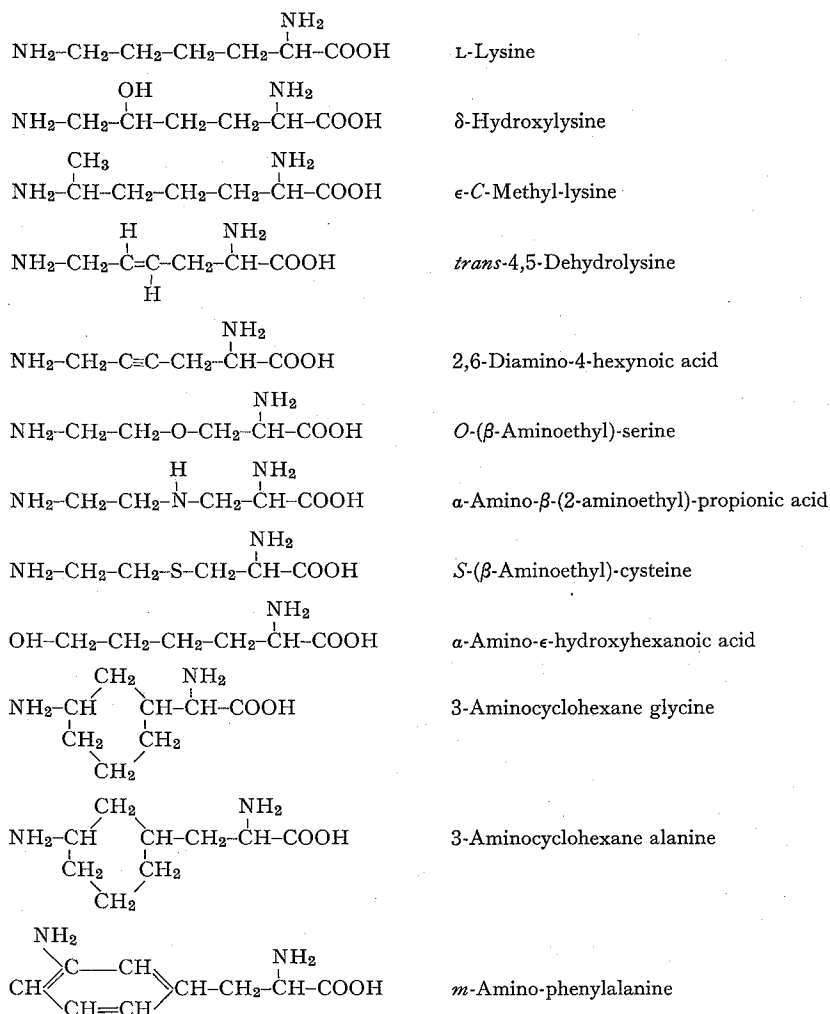 NH₂
NH₂–CH₂–CH₂–CH₂–CH₂–CH–COOH L-Lysine
OH NH₂
NH₂–CH₂–CH–CH₂–CH₂–CH–COOH δ-Hydroxylysine
CH₃ NH₂
NH₂–CH–CH₂–CH₂–CH₂–CH–COOH ϵ-C-Methyl-lysine
H NH₂
NH₂–CH₂–C=C–CH₂–CH–COOH trans-4,5-Dehydrolysine
H
NH₂
NH₂–CH₂–C≡C–CH₂–CH–COOH 2,6-Diamino-4-hexynoic acid
NH₂
NH₂–CH₂–CH₂–O–CH₂–CH–COOH O-(β-Aminoethyl)-serine
H NH₂
NH₂–CH₂–CH₂–N–CH₂–CH–COOH α-Amino-β-(2-aminoethyl)-propionic acid
NH₂
NH₂–CH₂–CH₂–S–CH₂–CH–COOH S-(β-Aminoethyl)-cysteine
NH₂
OH–CH₂–CH₂–CH₂–CH₂–CH–COOH α-Amino-ϵ-hydroxyhexanoic acid
CH₂ NH₂
NH₂–CH CH–CH–COOH 3-Aminocyclohexane glycine
CH₂ CH₂
CH₂
CH₂ NH₂
NH₂–CH CH–CH₂–CH–COOH 3-Aminocyclohexane alanine
CH₂ CH₂
CH₂
NH₂
C—CH NH₂
CH CH–CH₂–CH–COOH m-Amino-phenylalanine
CH=CH